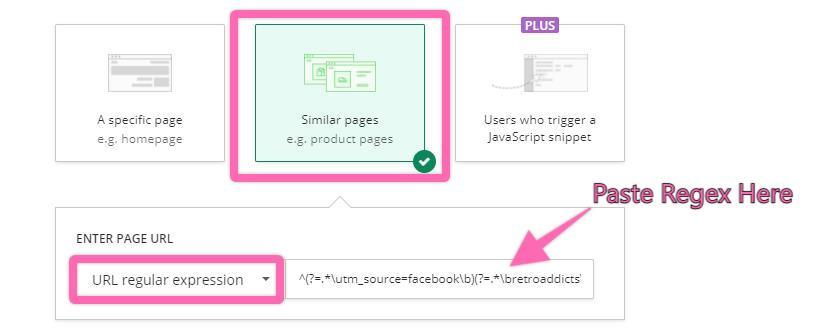 PLUS
A specific page
e.g. homepage
Similar pages
e.g. product pages
Users who trigger a
JavaScript snippet
Paste Regex Here
ENTER PAGE URL
URL regular expression
^(?=.*\utm_source=facebook\b)(?=.*\bretroaddicts